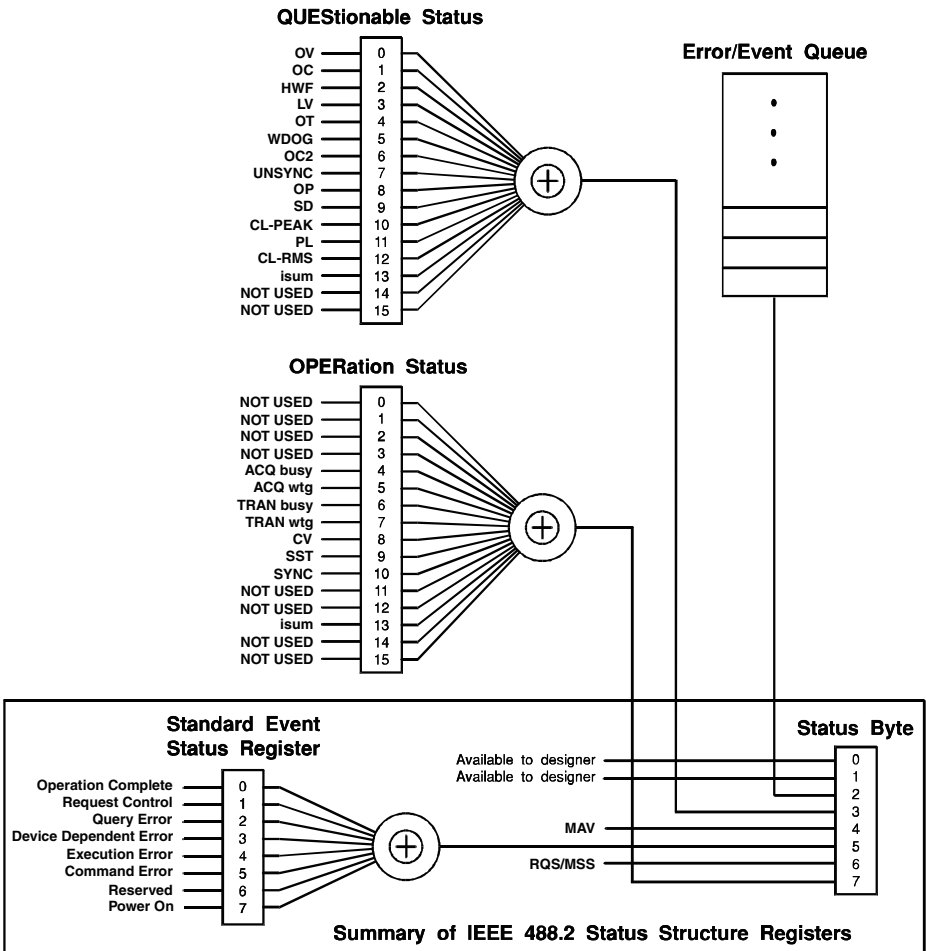 QUEStionable Status
OV 0
OC 1
HWF 2
LV 3
OT 4
WDOG 5
OC2 6
UNSYNC 7
OP 8
SD 9
CL-PEAK 10
PL 11
CL-RMS 12
isum 13
NOT USED 14
NOT USED 15
Error/Event Queue
OPERation Status
NOT USED 0
NOT USED 1
NOT USED 2
NOT USED 3
ACQ busy 4
ACQ wtg 5
TRAN busy 6
TRAN wtg 7
CV 8
SST 9
SYNC 10
NOT USED 11
NOT USED 12
isum 13
NOT USED 14
NOT USED 15
Standard Event
Status Register
Operation Complete 0
Request Control 1
Query Error 2
Device Dependent Error 3
Execution Error 4
Command Error 5
Reserved 6
Power On 7
Status Byte
Available to designer 0
Available to designer 1
2
3
MAV 4
5
RQS/MSS 6
7
Summary of IEEE 488.2 Status Structure Registers